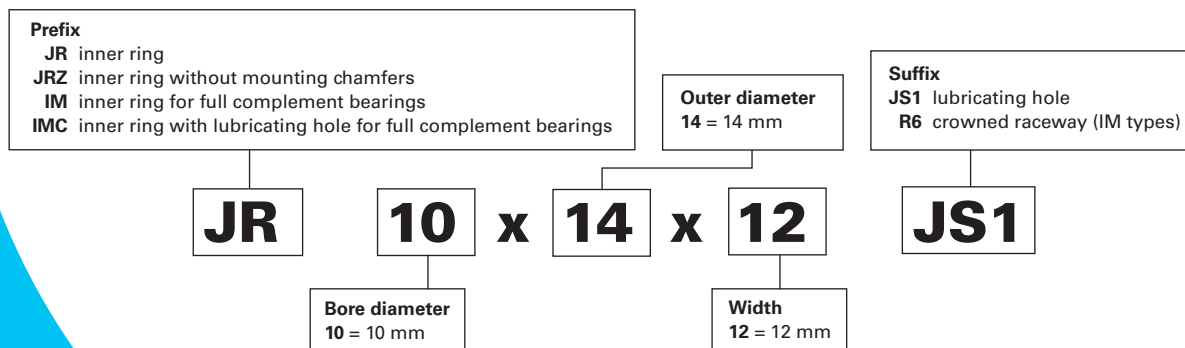 Prefix
JR inner ring
JRZ inner ring without mounting chamfers
IM inner ring for full complement bearings
IMC inner ring with lubricating hole for full complement bearings
Outer diameter
14 = 14 mm
Suffix
JS1 lubricating hole
R6 crowned raceway (IM types)
JR 10 x 14 x 12 JS1
Bore diameter
10 = 10 mm
Width
12 = 12 mm